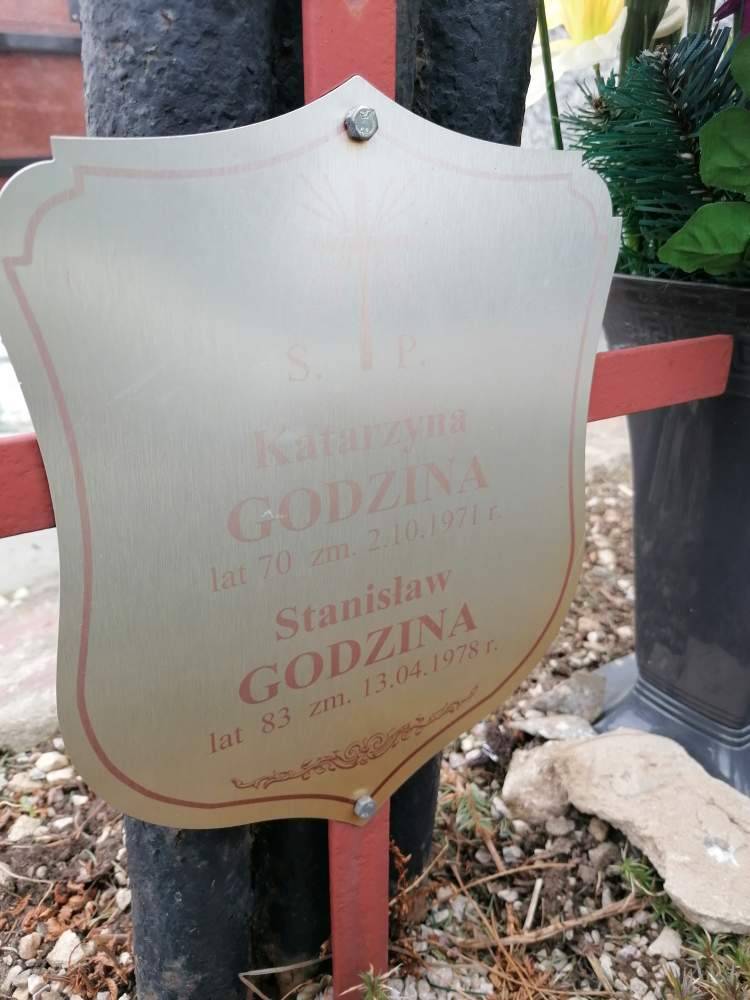 S. P.
Katarzyna
GODZINA
lat 70 zm. 2.10.1971 r.
Stanisław
GODZINA
lat 83 zm. 13.04.1978 r.